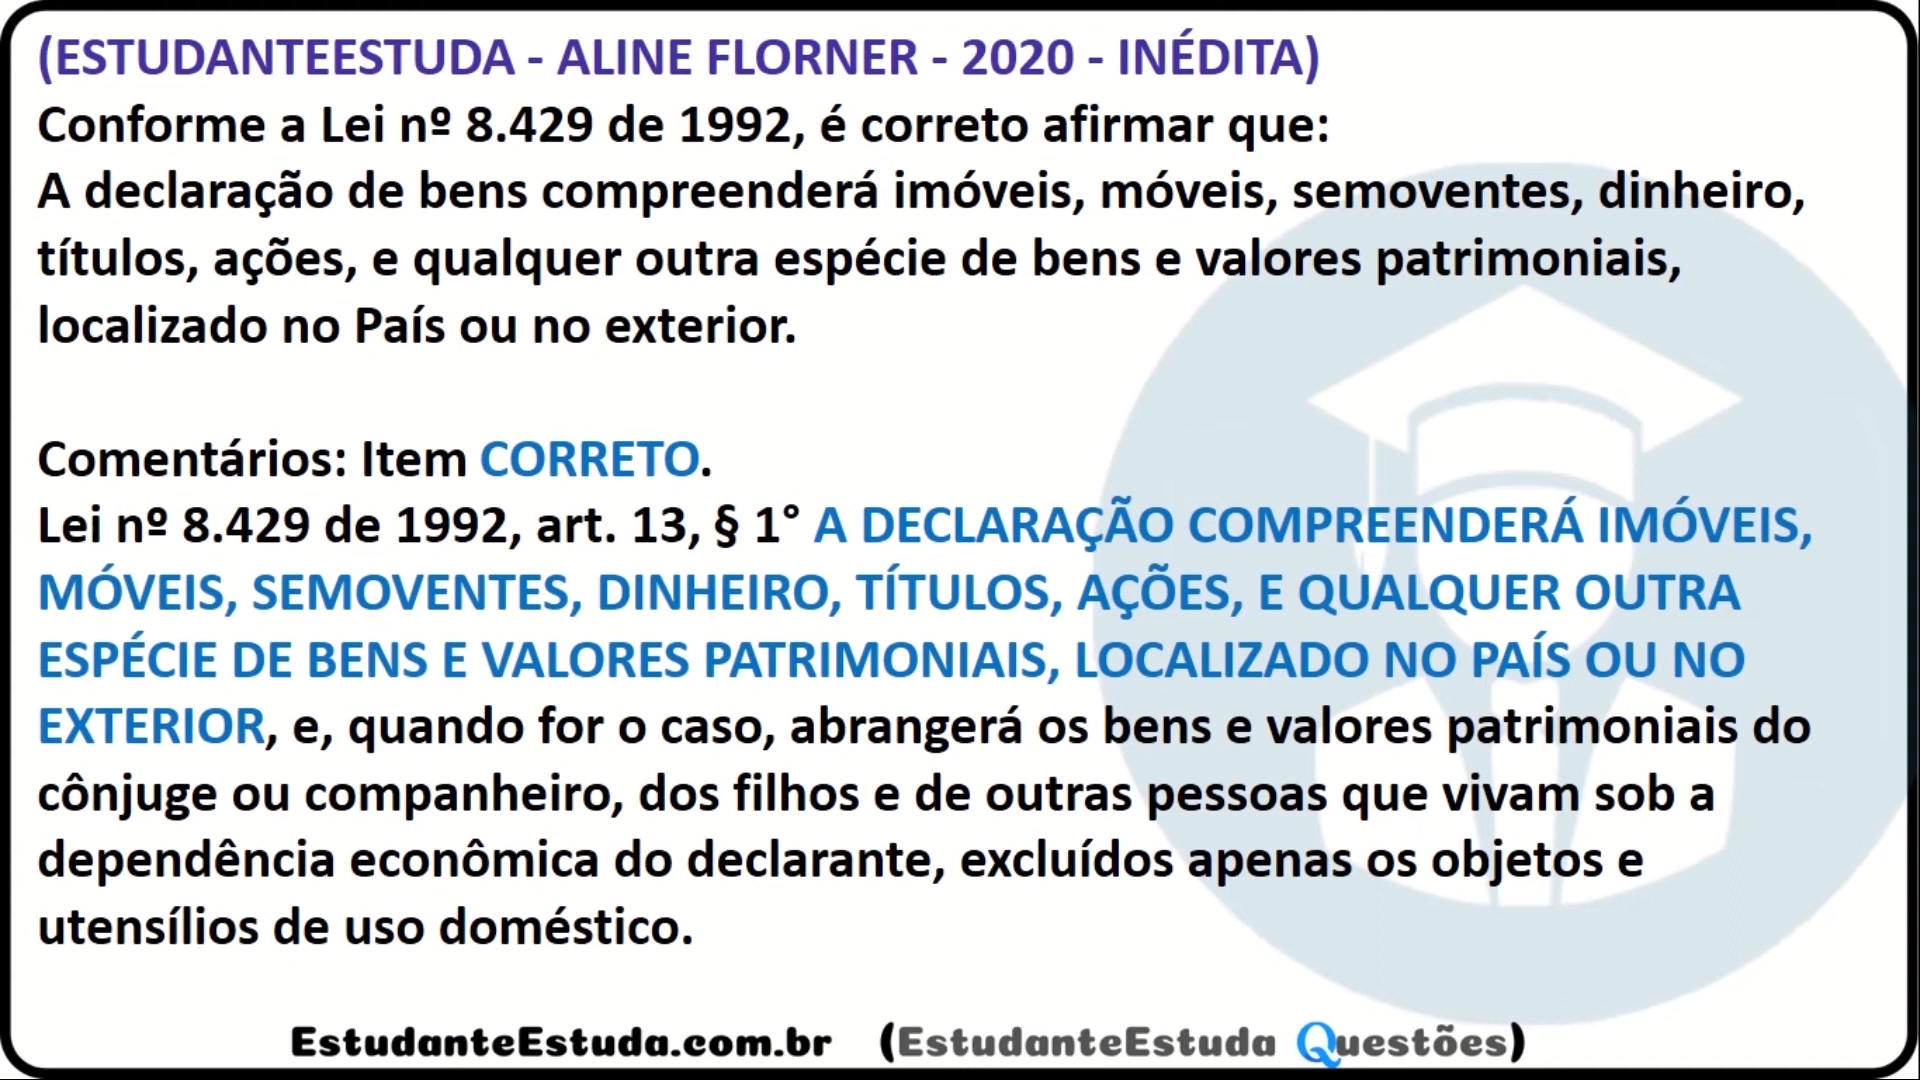 (ESTUDANTEESTUDA - ALINE FLORNER - 2020 - INÉDITA)
Conforme a Lei nº 8.429 de 1992, é correto afirmar que:
A declaração de bens compreenderá imóveis, móveis, semoventes, dinheiro,
títulos, ações, e qualquer outra espécie de bens e valores patrimoniais,
localizado no País ou no exterior.
Comentários: Item CORRETO.
Lei nº 8.429 de 1992, art. 13, § 1° A DECLARAÇÃO COMPREENDERÁ IMÓVEIS,
MÓVEIS, SEMOVENTES, DINHEIRO, TÍTULOS, AÇÕES, E QUALQUER OUTRA
ESPÉCIE DE BENS E VALORES PATRIMONIAIS, LOCALIZADO NO PAÍS OU NO
EXTERIOR, e, quando for o caso, abrangerá os bens e valores patrimoniais do
cônjuge ou companheiro, dos filhos e de outras pessoas que vivam sob a
dependência econômica do declarante, excluídos apenas os objetos e
utensílios de uso doméstico.
EstudanteEstuda.com.br (EstudanteEstuda Questões)